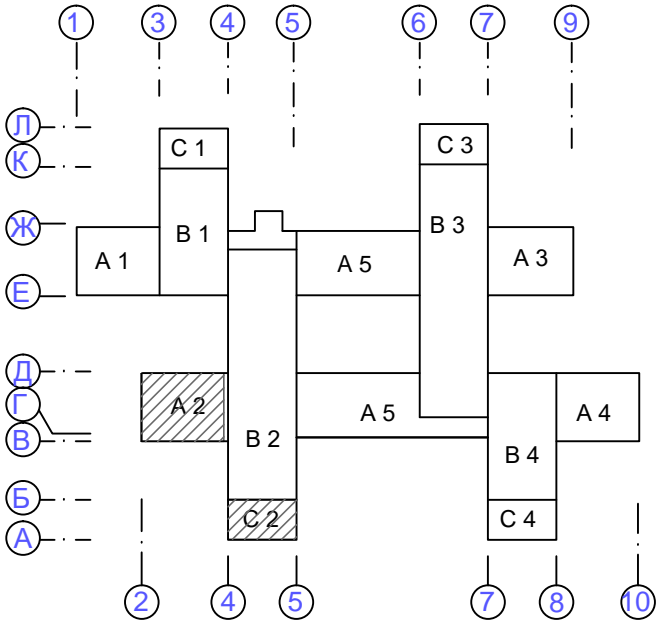 1 3 4 5 6 7 9
Л
К
С 1 С 3
Ж
В 1 В 3
А 1 А 5 А 3
Е
Д
Г
А 2 А 5 А 4
В
В 2 В 4
Б
С 2 С 4
А
2 4 5 7 8 10